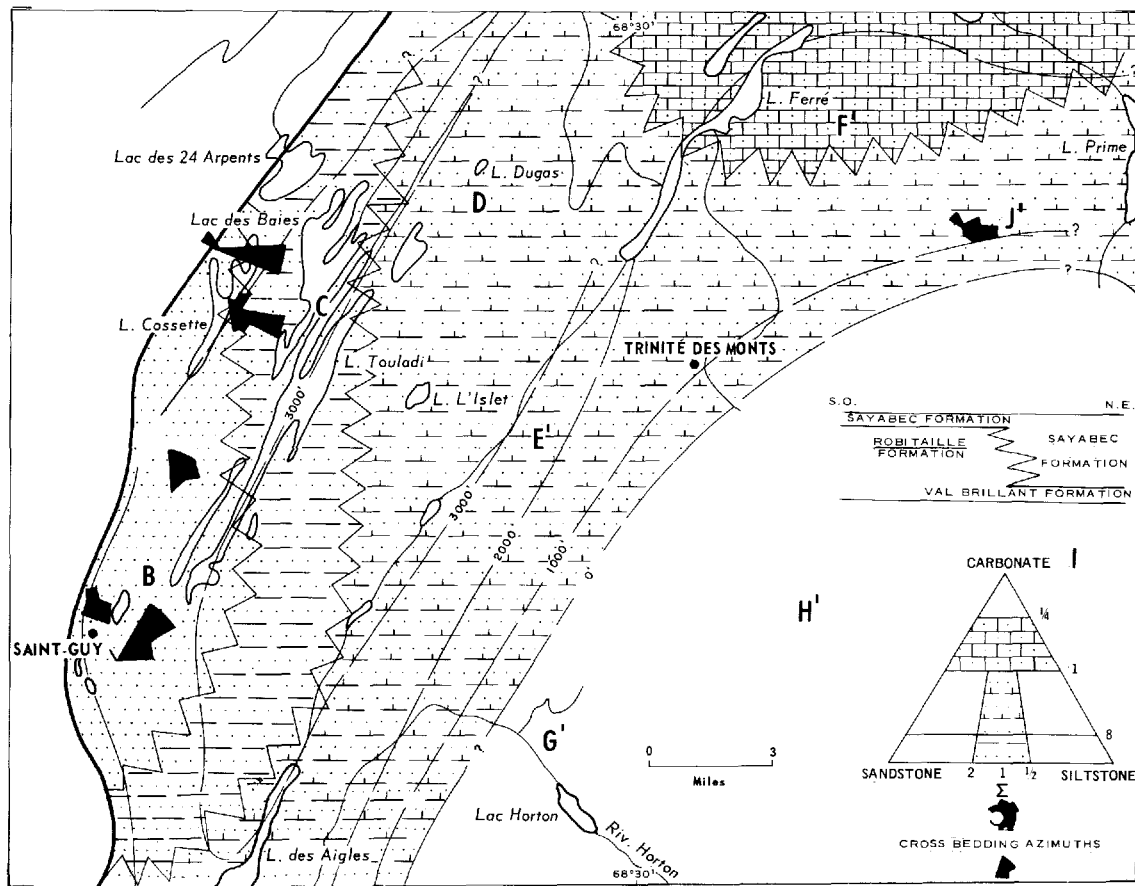 68°30'
?
?
?
L. Ferré
F'
Lac des 24 Arpents
L. Dugas
L. Prime
D
Lac des Baies
J'
?
?
?
C
L. Cossette
TRINITÉ DES MONTS
L. Touladi
3000'
L. L'Islet
S.O. N.E.
SAYABEC FORMATION
E'
ROBITAILLE FORMATION
SAYABEC FORMATION
VAL BRILLANT FORMATION
3000'
2000'
1000'
0'
B
CARBONATE I
H'
1/4
SAINT-GUY
1
G'
0 3
Miles
8
SANDSTONE 2 1 1/2 SILTSTONE
?
Σ
Lac Horton
Riv. Horton
CROSS BEDDING AZIMUTHS
L. des Aigles
68°30'